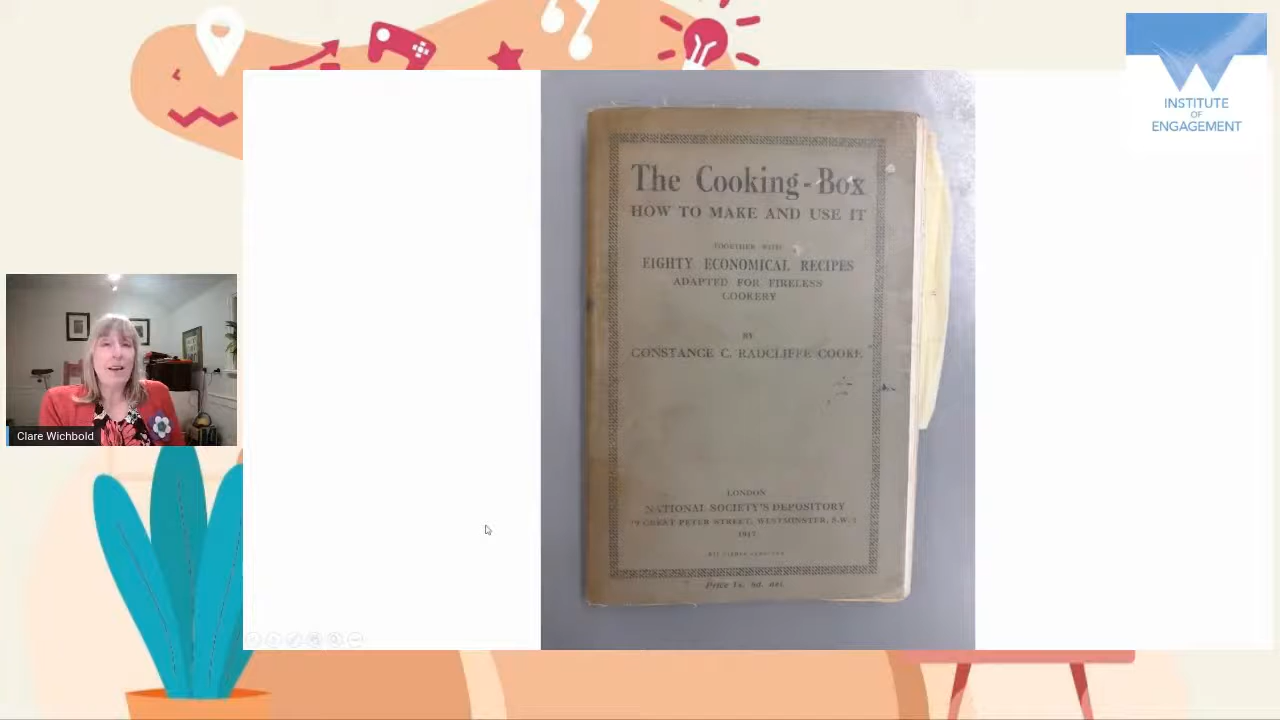 INSTITUTE
OF
ENGAGEMENT
The Cooking-Box
HOW TO MAKE AND USE IT
TOGETHER WITH
EIGHTY ECONOMICAL RECIPES
ADAPTED FOR FIRELESS
COOKERY
BY
CONSTANCE C. RADCLIFFE COOKE
LONDON
NATIONAL SOCIETY'S DEPOSITORY
GREAT PETER STREET, WESTMINSTER, S.W.1
1917
Price 1s. 6d. net.
Clare Wichbold